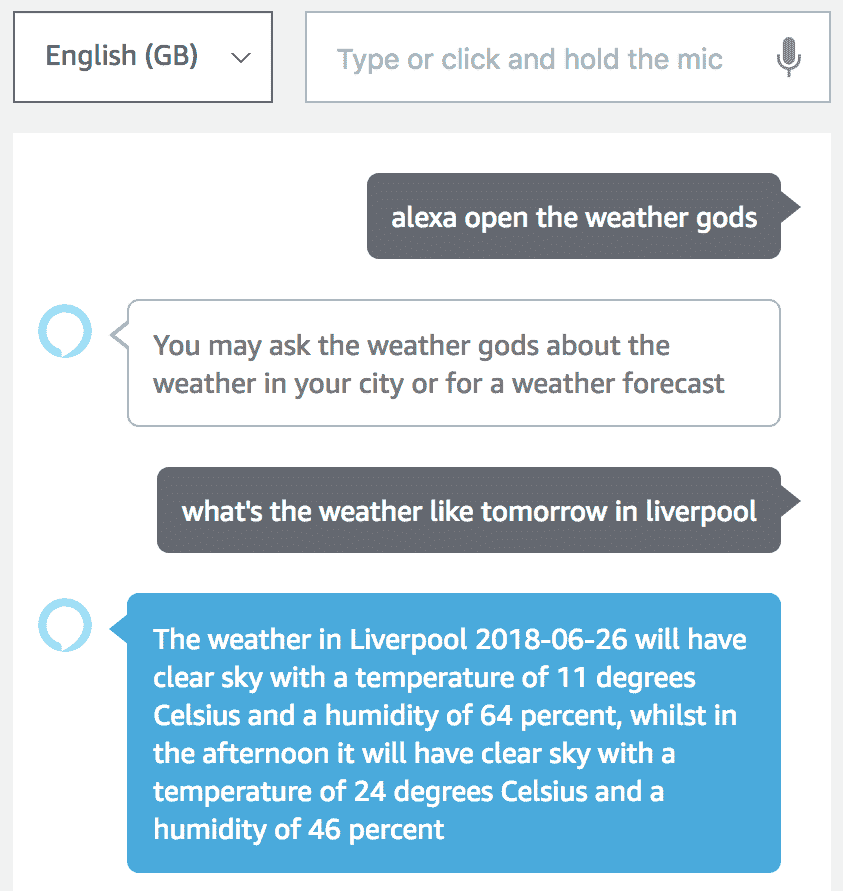 English (GB)
Type or click and hold the mic
alexa open the weather gods
You may ask the weather gods about the
weather in your city or for a weather forecast
what's the weather like tomorrow in liverpool
The weather in Liverpool 2018-06-26 will have
clear sky with a temperature of 11 degrees
Celsius and a humidity of 64 percent, whilst in
the afternoon it will have clear sky with a
temperature of 24 degrees Celsius and a
humidity of 46 percent